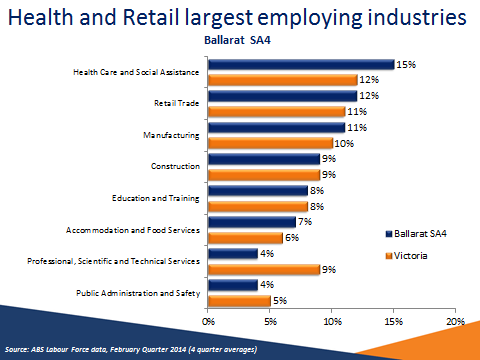 Health and Retail largest employing industries
Ballarat SA4
Health Care and Social Assistance
15%
12%
Retail Trade
12%
11%
Manufacturing
11%
10%
Construction
9%
9%
Education and Training
8%
8%
Accommodation and Food Services
7%
6%
Professional, Scientific and Technical Services
4%
9%
Public Administration and Safety
4%
5%
Ballarat SA4
Victoria
0% 5% 10% 15% 20%
Source: ABS Labour Force data, February Quarter 2014 (4 quarter averages)